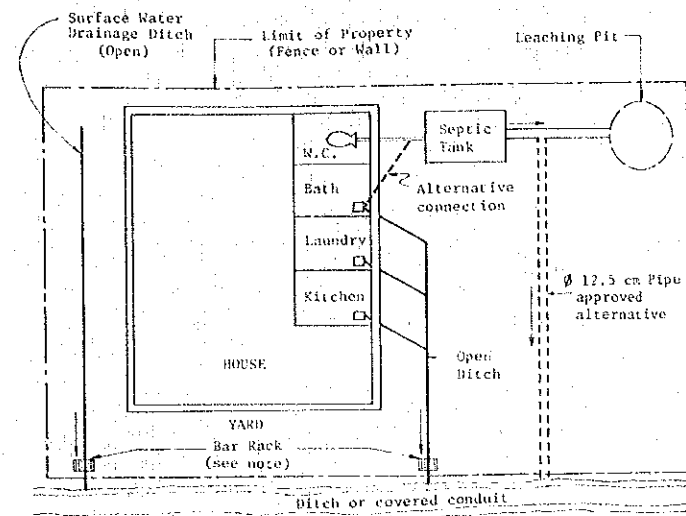 Surface Water
Drainage Ditch
(Open)
Limit of Property
(Fence or Wall)
Leaching Pit
W.C.
Septic
Tank
Bath
Alternative
connection
Laundry
Kitchen
Ø 12.5 cm Pipe
approved
alternative
HOUSE
Open
Ditch
YARD
Bar Rack
(see note)
Ditch or covered conduit